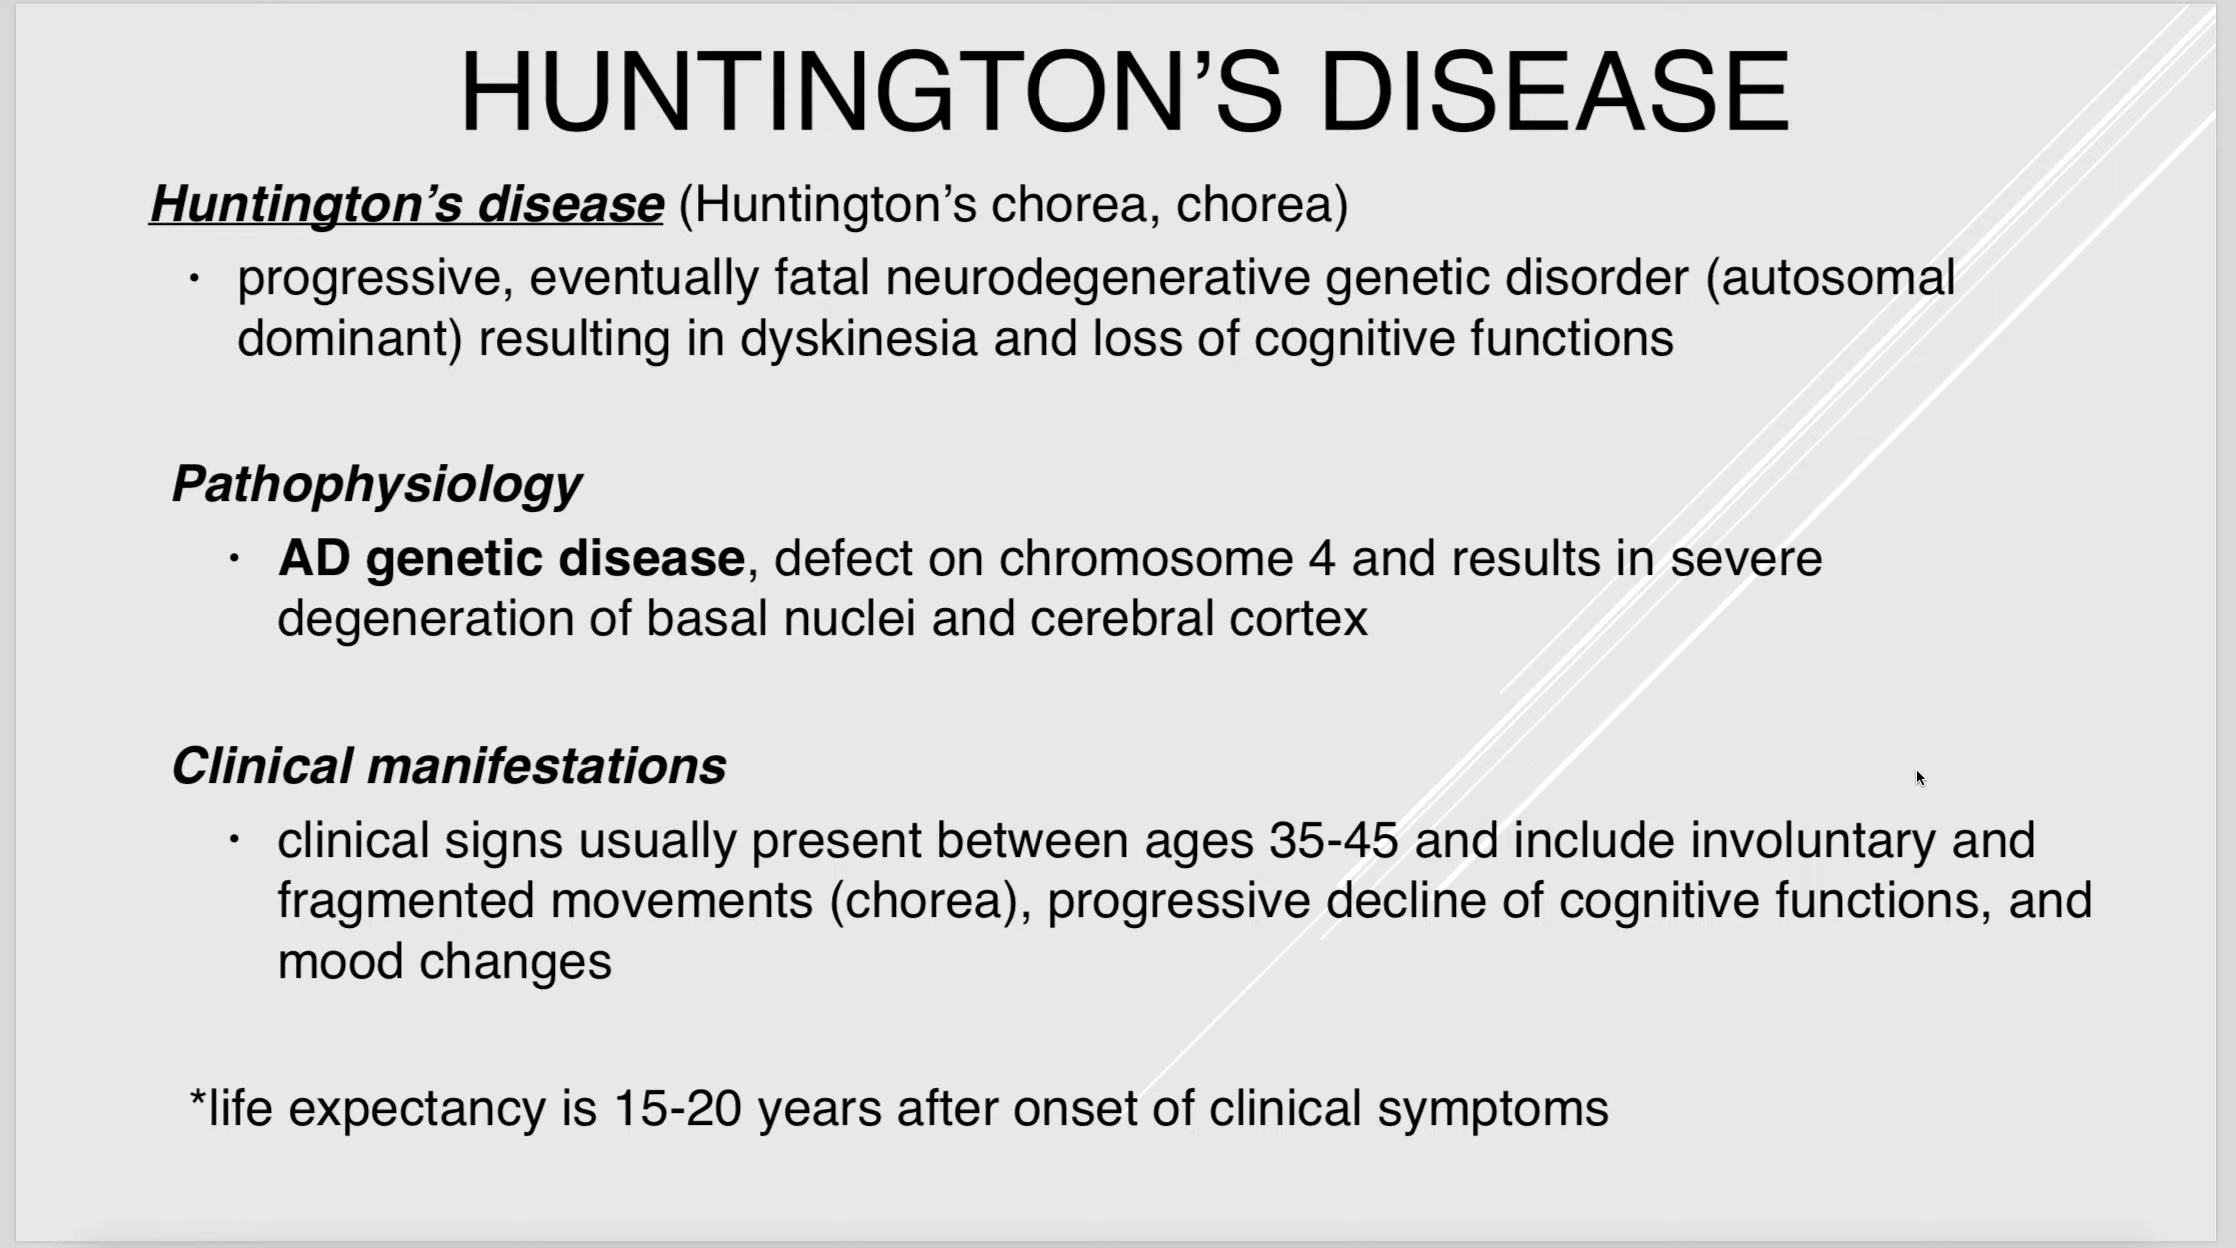 HUNTINGTON’S DISEASE
Huntington’s disease (Huntington’s chorea, chorea)
• progressive, eventually fatal neurodegenerative genetic disorder (autosomal
dominant) resulting in dyskinesia and loss of cognitive functions
Pathophysiology
• AD genetic disease, defect on chromosome 4 and results in severe
degeneration of basal nuclei and cerebral cortex
Clinical manifestations
• clinical signs usually present between ages 35-45 and include involuntary and
fragmented movements (chorea), progressive decline of cognitive functions, and
mood changes
*life expectancy is 15-20 years after onset of clinical symptoms